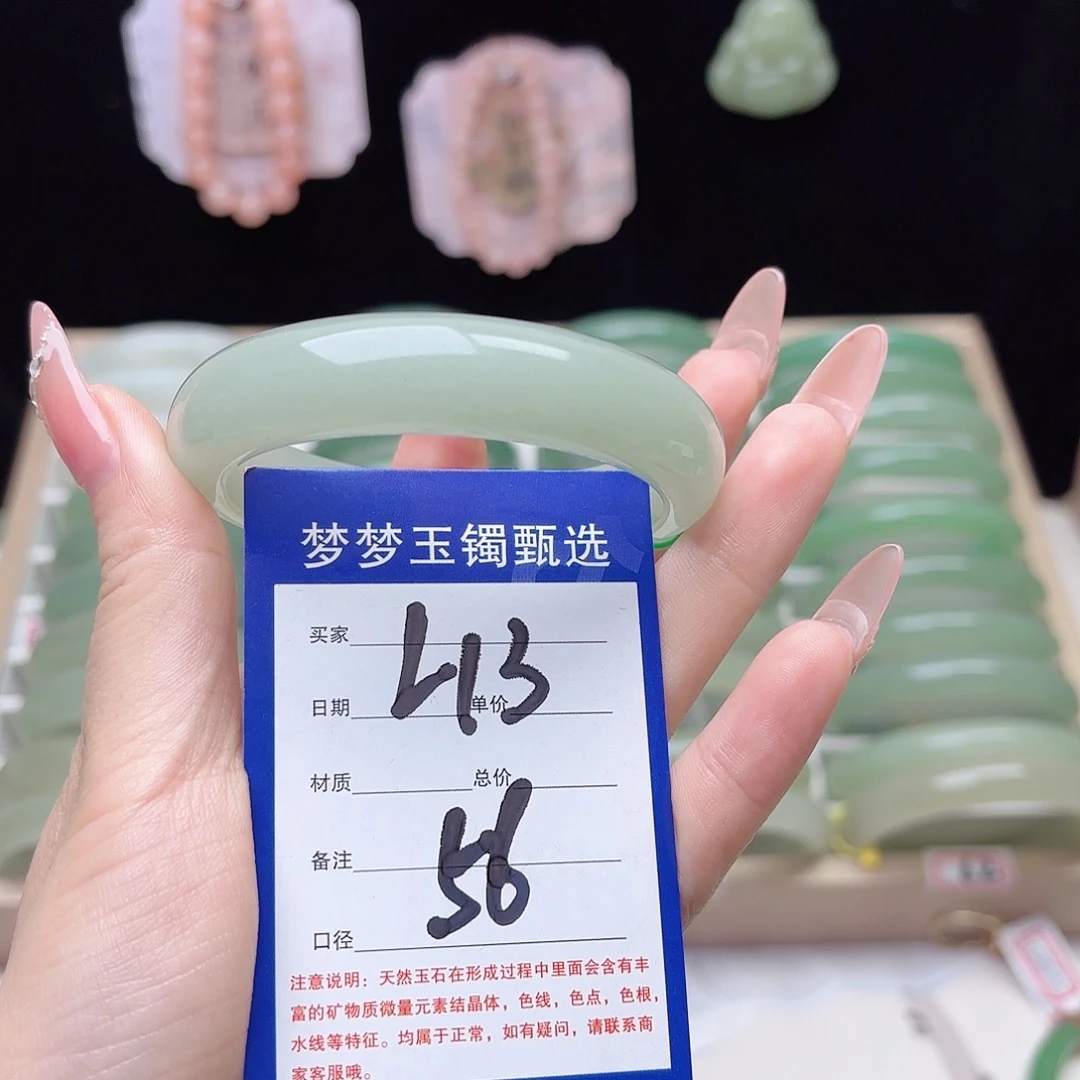 梦梦玉镯甄选
买家
413
日期 单价
材质 总价
56
备注
口径
注意说明：天然玉石在形成过程中里面会含有丰
富的矿物质微量元素结晶体，色线，色点，色根，
水线等特征。均属于正常，如有疑问，请联系商
家客服哦。